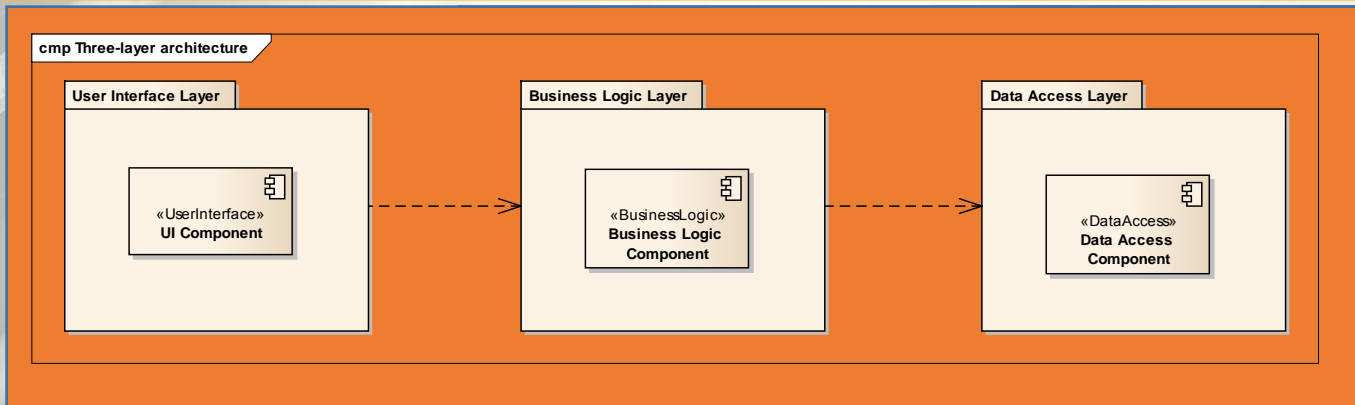 cmp Three-layer architecture
User Interface Layer
Business Logic Layer
Data Access Layer
«UserInterface»
UI Component
«BusinessLogic»
Business Logic
Component
«DataAccess»
Data Access
Component